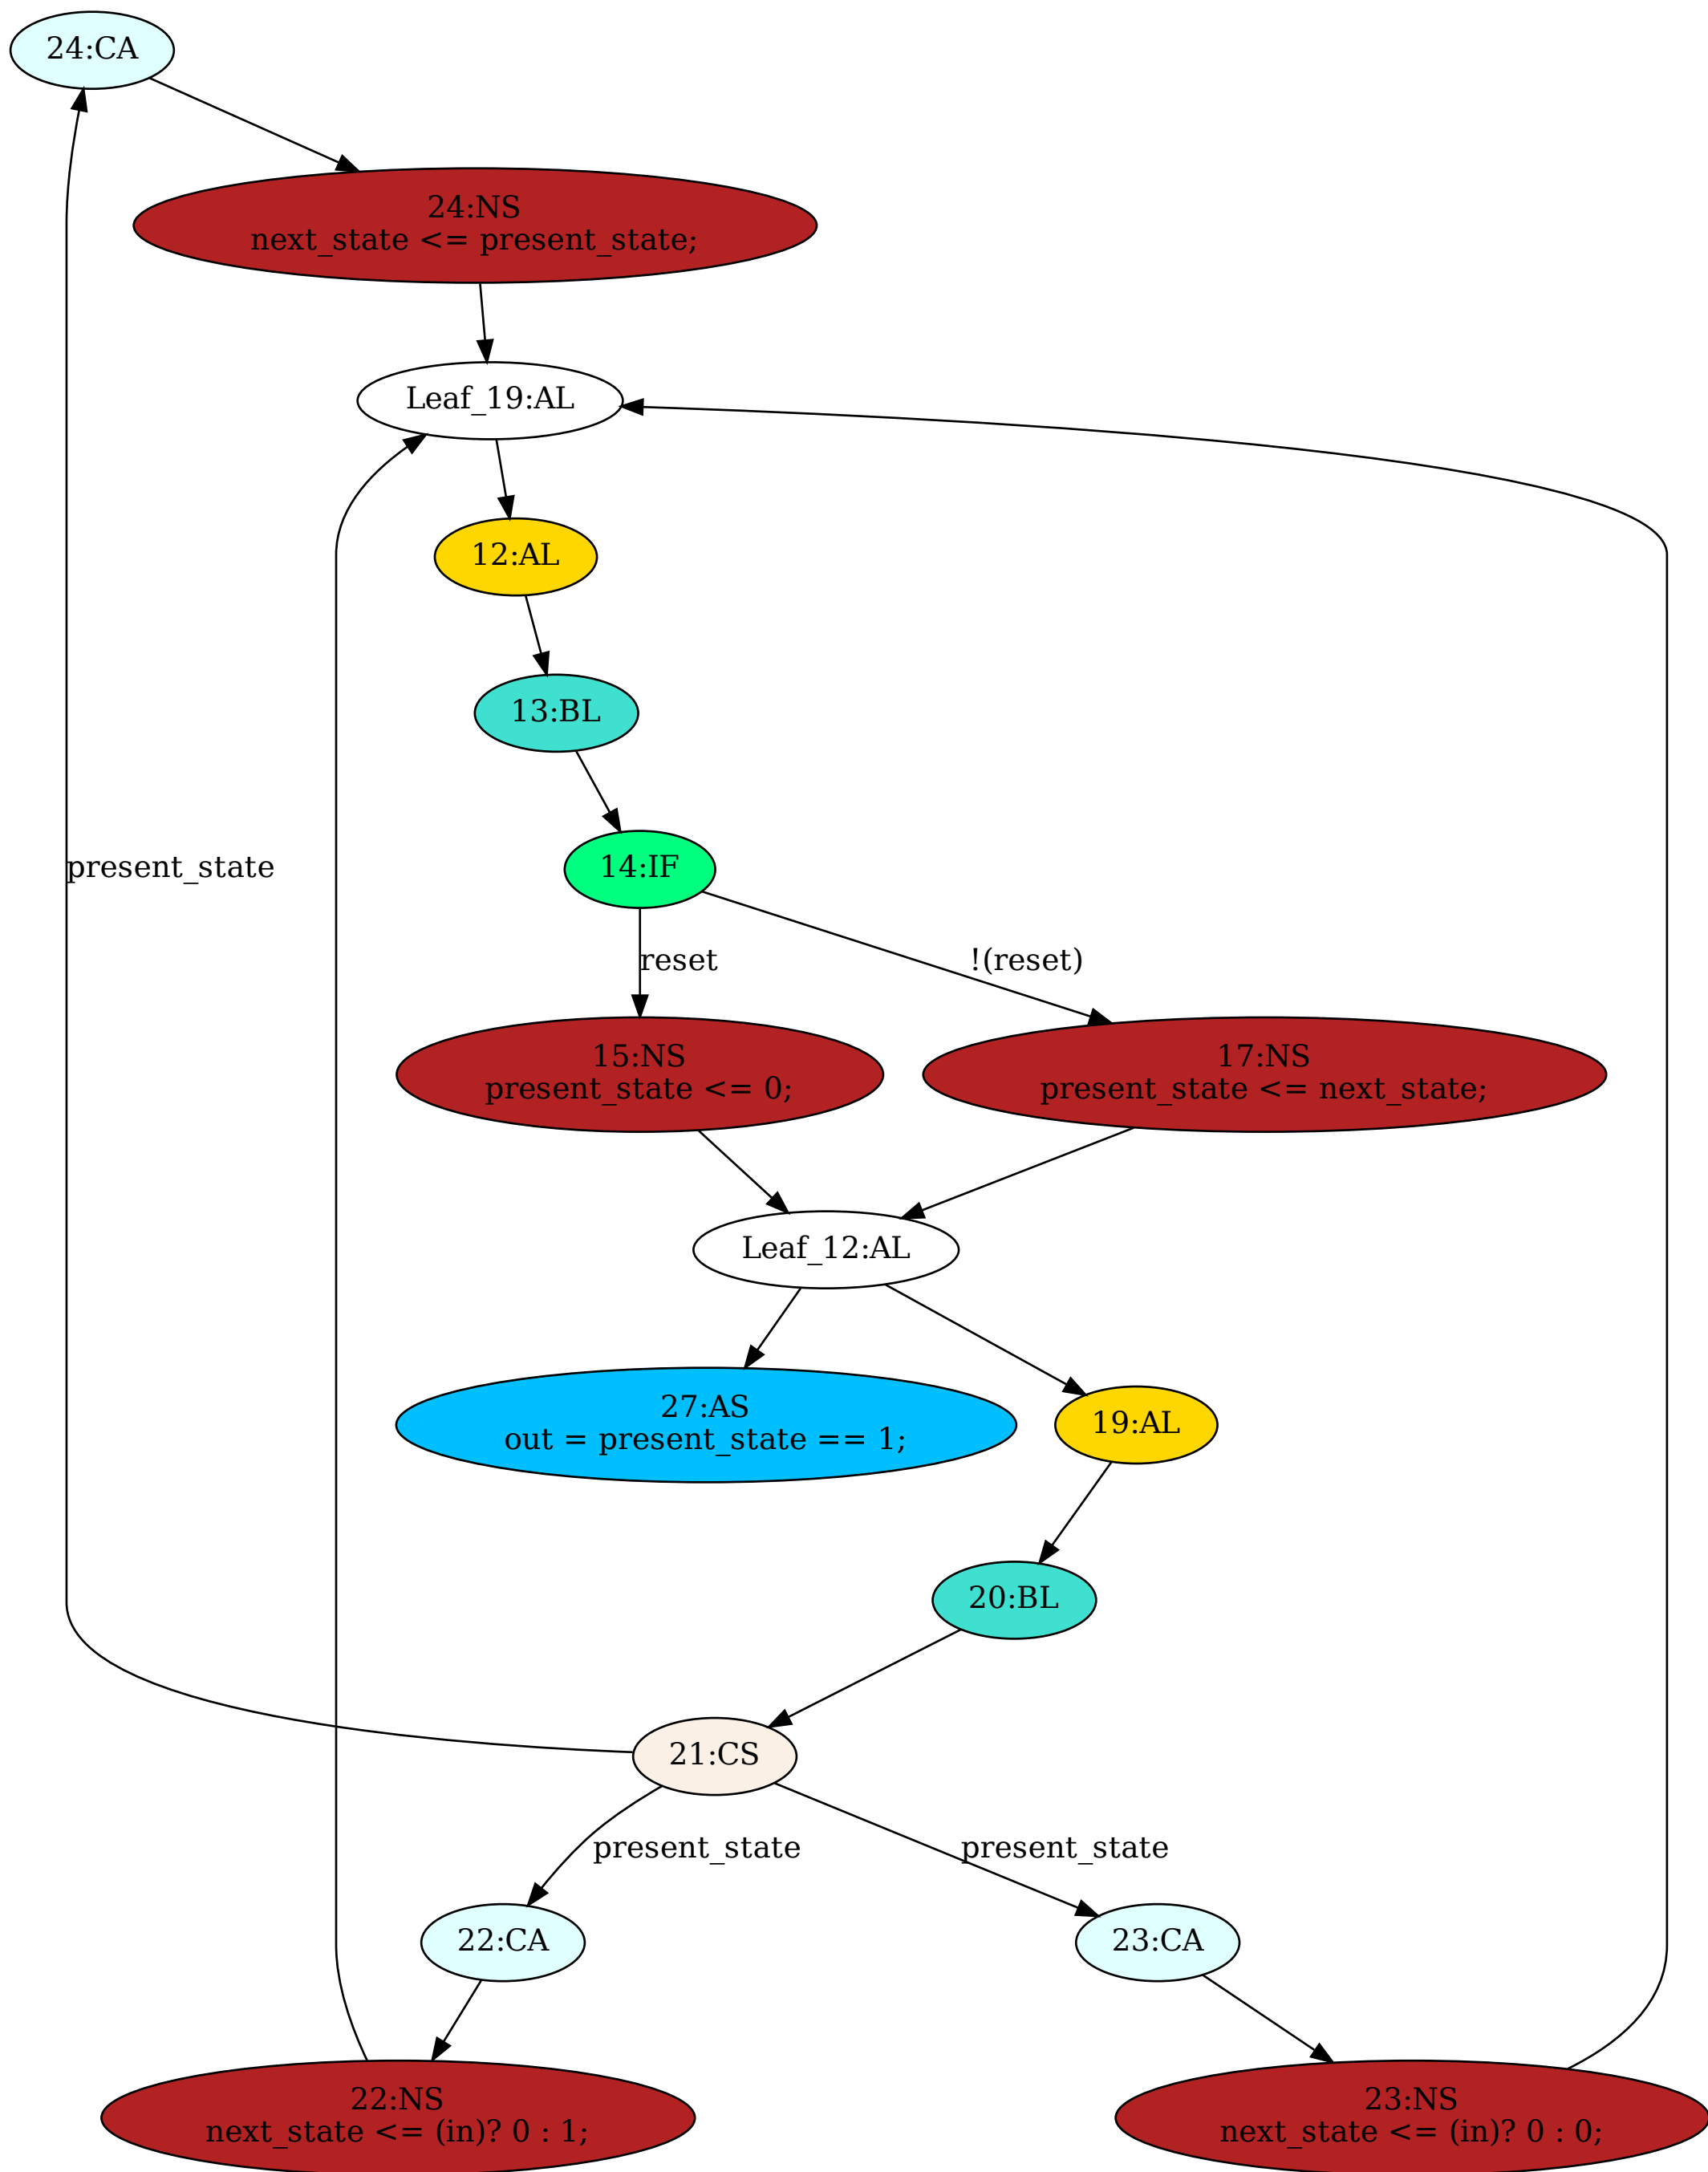 24:CA
24:NS
next_state <= present_state;
Leaf_19:AL
12:AL
13:BL
14:IF
present_state
reset
!(reset)
15:NS
present_state <= 0;
17:NS
present_state <= next_state;
Leaf_12:AL
27:AS
out = present_state == 1;
19:AL
20:BL
21:CS
present_state
present_state
22:CA
23:CA
22:NS
next_state <= (in)? 0 : 1;
23:NS
next_state <= (in)? 0 : 0;